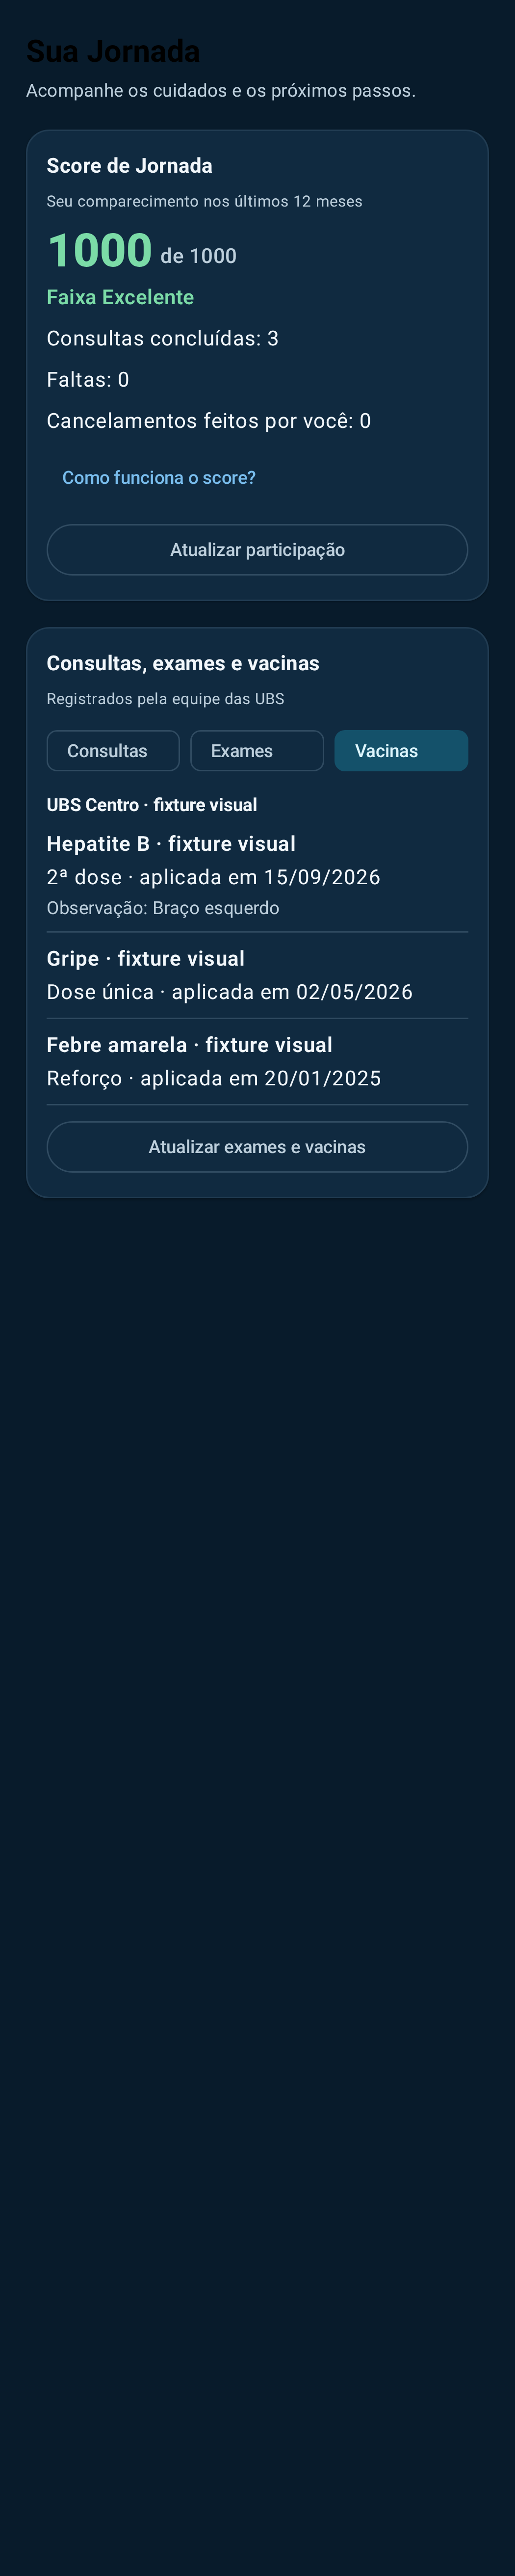 Sua Jornada
Acompanhe os cuidados e os próximos passos.
Score de Jornada
Seu comparecimento nos últimos 12 meses
1000 de 1000
Faixa Excelente
Consultas concluídas: 3
Faltas: 0
Cancelamentos feitos por você: 0
Como funciona o score?
Atualizar participação
Consultas, exames e vacinas
Registrados pela equipe das UBS
Consultas Exames Vacinas
UBS Centro · fixture visual
Hepatite B · fixture visual
2ª dose · aplicada em 15/09/2026
Observação: Braço esquerdo
Gripe · fixture visual
Dose única · aplicada em 02/05/2026
Febre amarela · fixture visual
Reforço · aplicada em 20/01/2025
Atualizar exames e vacinas